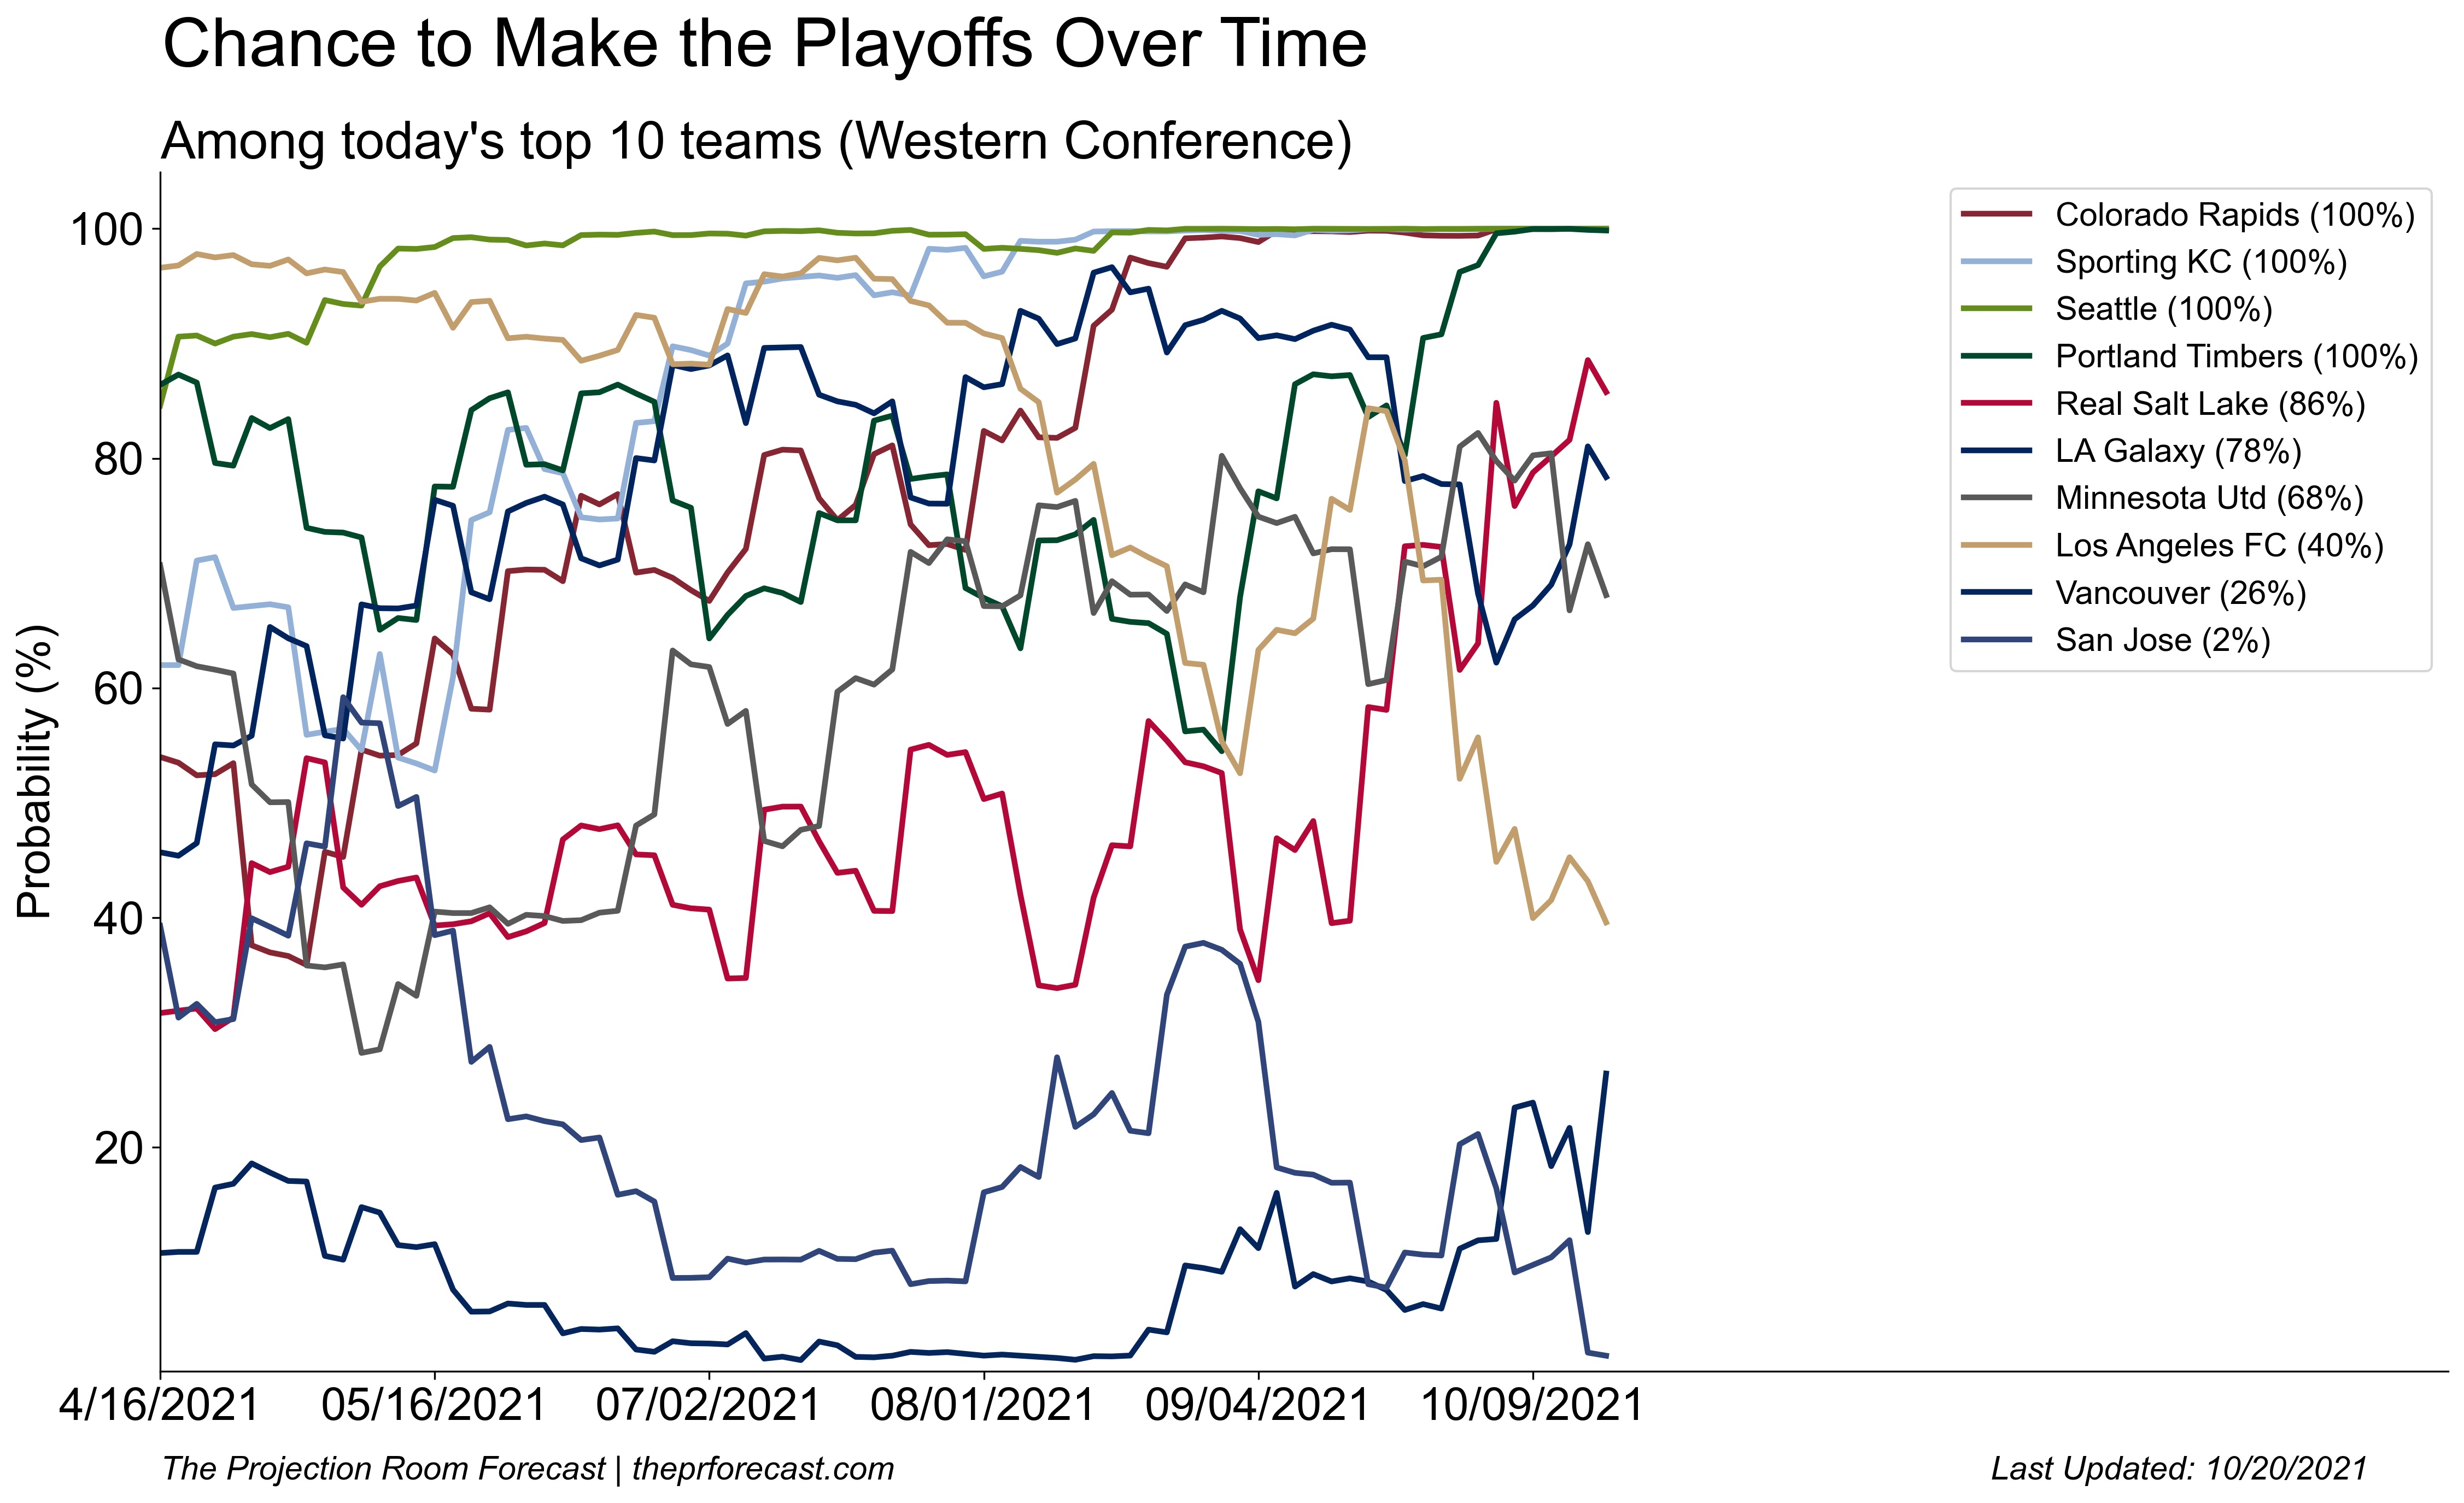 Chance to Make the Playoffs Over Time
Among today's top 10 teams (Western Conference)
100
80
60
40
20
Probability (%)
Colorado Rapids (100%)
Sporting KC (100%)
Seattle (100%)
Portland Timbers (100%)
Real Salt Lake (86%)
LA Galaxy (78%)
Minnesota Utd (68%)
Los Angeles FC (40%)
Vancouver (26%)
San Jose (2%)
4/16/2021 05/16/2021 07/02/2021 08/01/2021 09/04/2021 10/09/2021
The Projection Room Forecast | theprforecast.com
Last Updated: 10/20/2021